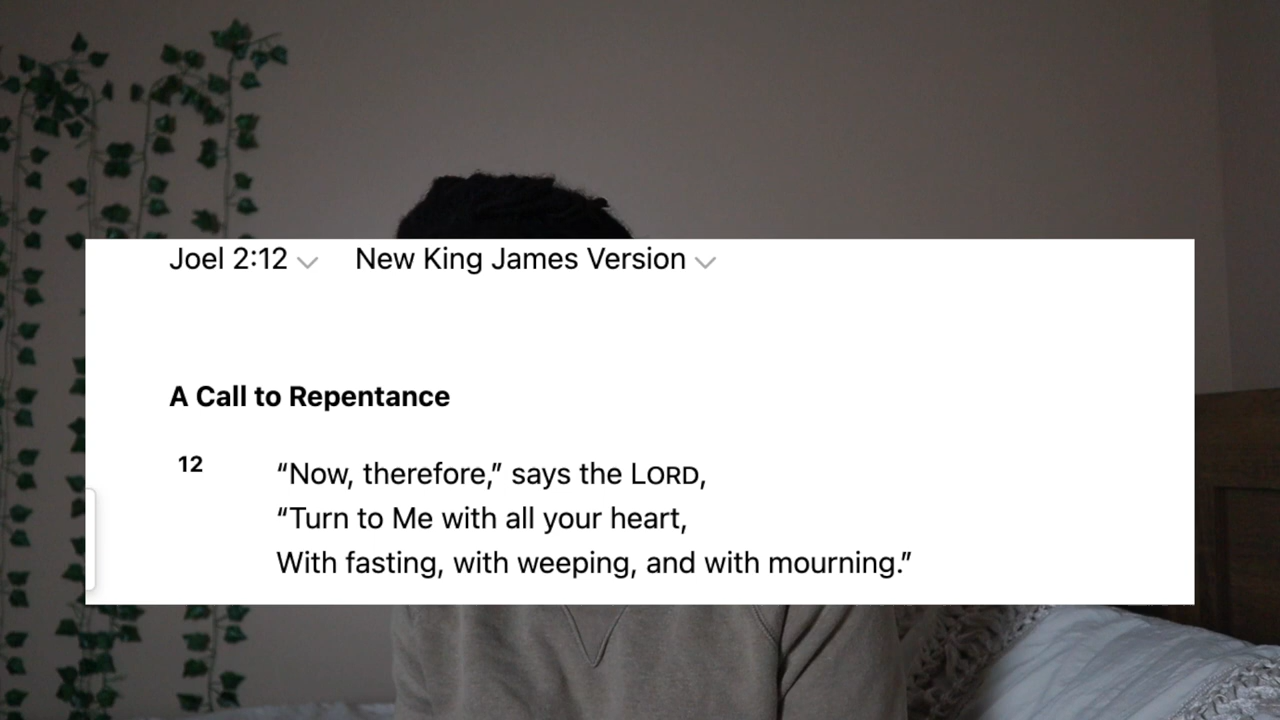 Joel 2:12 New King James Version
A Call to Repentance
12 “Now, therefore,” says the LORD,
“Turn to Me with all your heart,
With fasting, with weeping, and with mourning.”